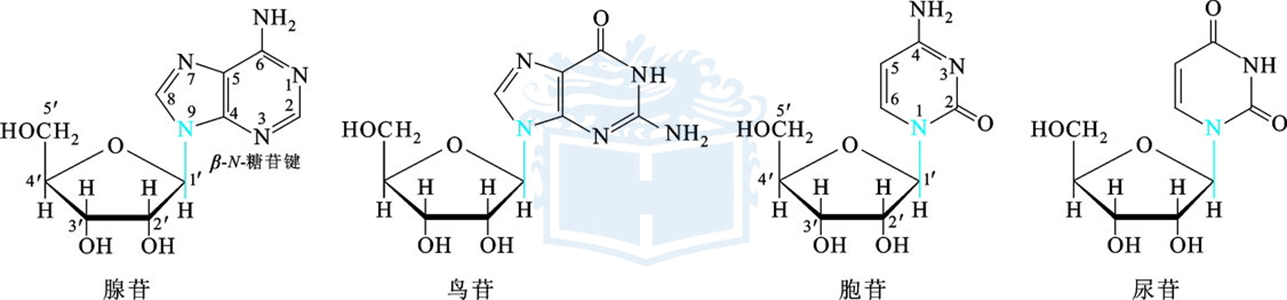 NH₂
N
7
5
6
1
N
8
9
N
4
3
N
2
5′
HOCH₂
O
β-N-糖苷键
4′
1′
H
H
H
H
3′
2′
OH
OH
腺苷
O
N
NH
N
N
NH₂
HOCH₂
O
H
H
H
H
OH
OH
鸟苷
NH₂
4
5
3
N
6
1
N
2
O
5′
HOCH₂
O
4′
1′
H
H
H
H
3′
2′
OH
OH
胞苷
O
NH
N
O
HOCH₂
O
H
H
H
H
OH
OH
尿苷